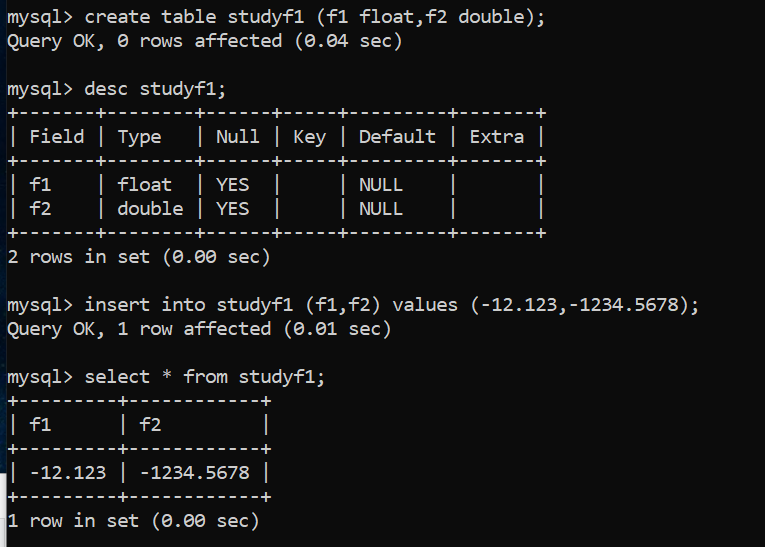 mysql> create table studyf1 (f1 float,f2 double);
Query OK, 0 rows affected (0.04 sec)
mysql> desc studyf1;
+-------+--------+------+-----+---------+-------+
| Field | Type   | Null | Key | Default | Extra |
+-------+--------+------+-----+---------+-------+
| f1    | float  | YES  |     | NULL    |       |
| f2    | double | YES  |     | NULL    |       |
+-------+--------+------+-----+---------+-------+
2 rows in set (0.00 sec)
mysql> insert into studyf1 (f1,f2) values (-12.123,-1234.5678);
Query OK, 1 row affected (0.01 sec)
mysql> select * from studyf1;
+---------+------------+
| f1      | f2         |
+---------+------------+
| -12.123 | -1234.5678 |
+---------+------------+
1 row in set (0.00 sec)